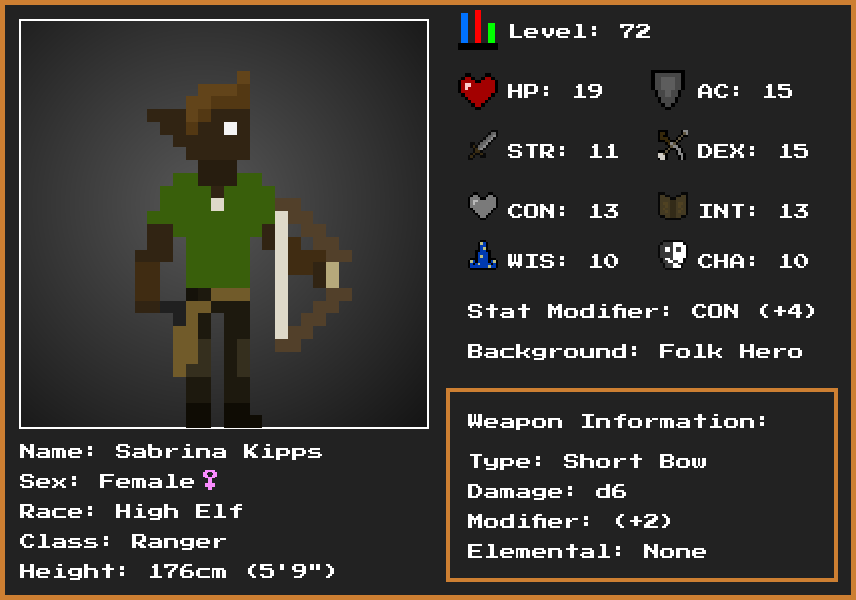 Level: 72
HP: 19 AC: 15
STR: 11 DEX: 15
CON: 13 INT: 13
WIS: 10 CHA: 10
Stat Modifier: CON (+4)
Background: Folk Hero
Weapon Information:
Type: Short Bow
Damage: d6
Modifier: (+2)
Elemental: None
Name: Sabrina Kipps
Sex: Female♀
Race: High Elf
Class: Ranger
Height: 176cm (5'9")